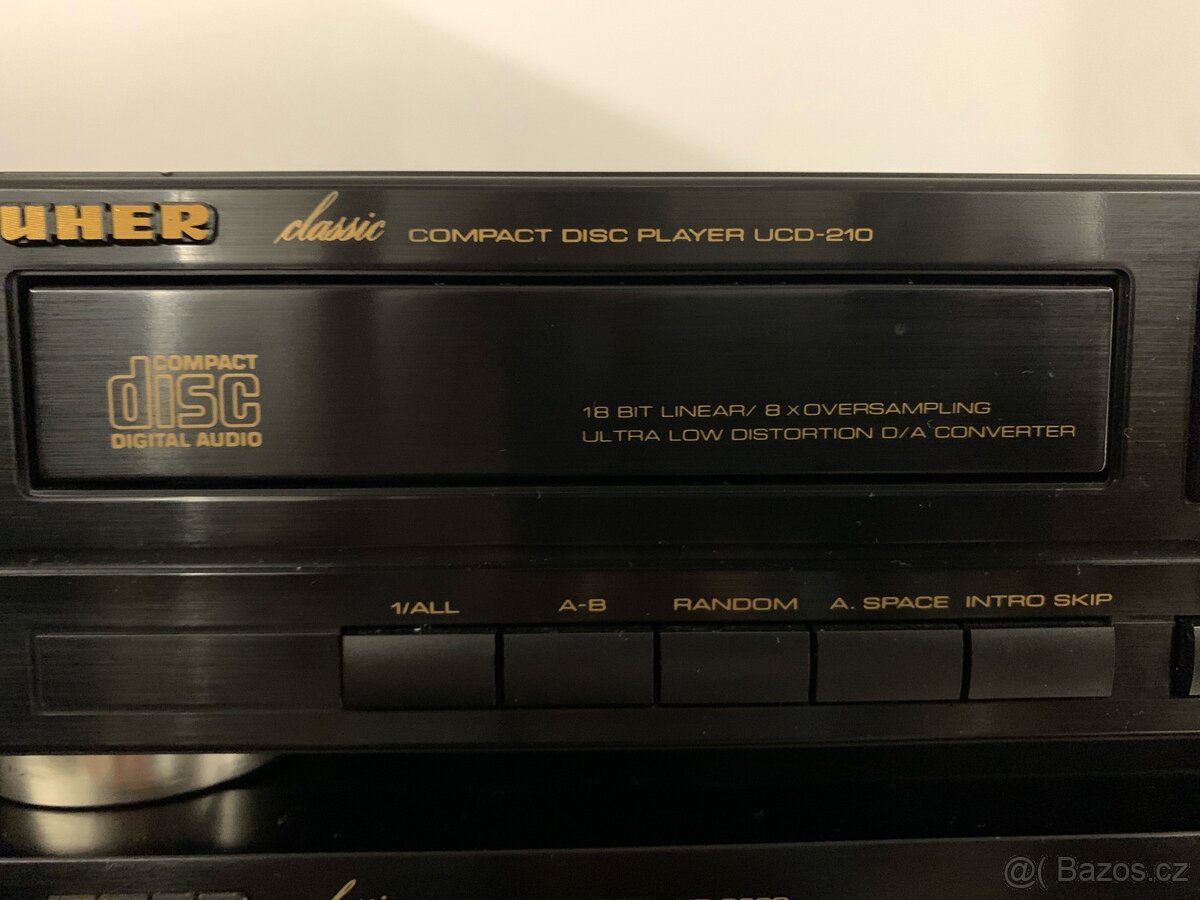 UHER classic COMPACT DISC PLAYER UCD-210
COMPACT
disc
DIGITAL AUDIO
18 BIT LINEAR/ 8 x OVERSAMPLING
ULTRA LOW DISTORTION D/A CONVERTER
1/ALL A-B RANDOM A. SPACE INTRO SKIP
@( Bazos.cz